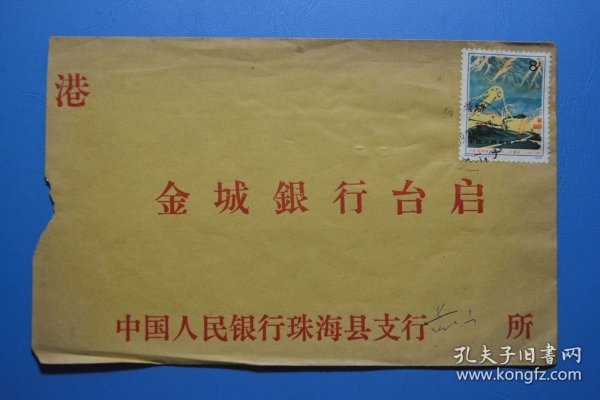 港
8
金城銀行台启
中国人民银行珠海县支行 所
孔夫子旧书网
www.kongfz.com